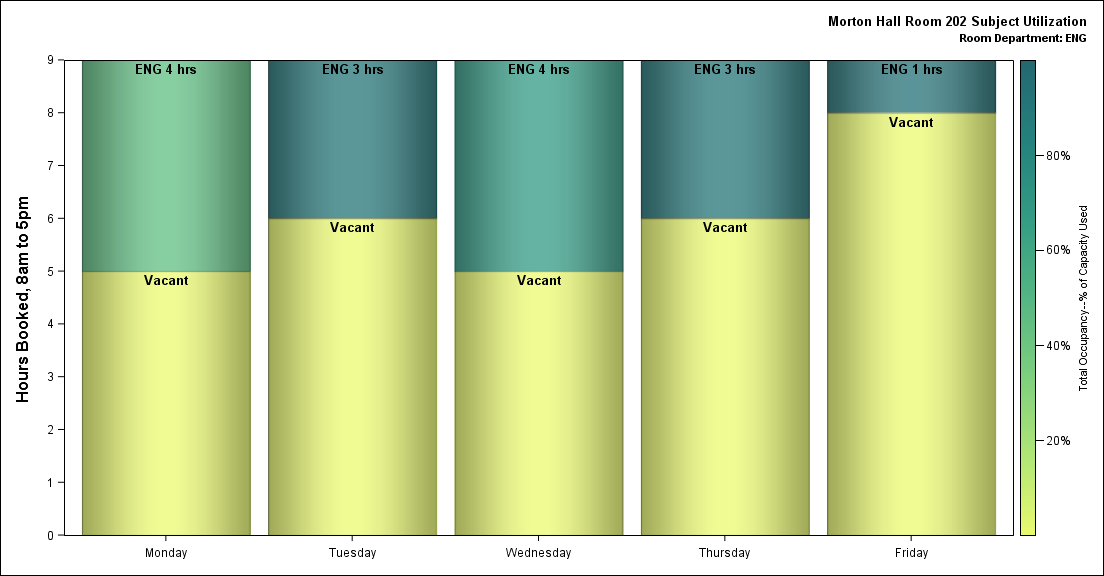 Morton Hall Room 202 Subject Utilization
Room Department: ENG
Hours Booked, 8am to 5pm
9
8
7
6
5
4
3
2
1
0
ENG 4 hrs
Vacant
ENG 3 hrs
Vacant
ENG 4 hrs
Vacant
ENG 3 hrs
Vacant
ENG 1 hrs
Vacant
Monday
Tuesday
Wednesday
Thursday
Friday
80%
60%
40%
20%
Total Occupancy--% of Capacity Used